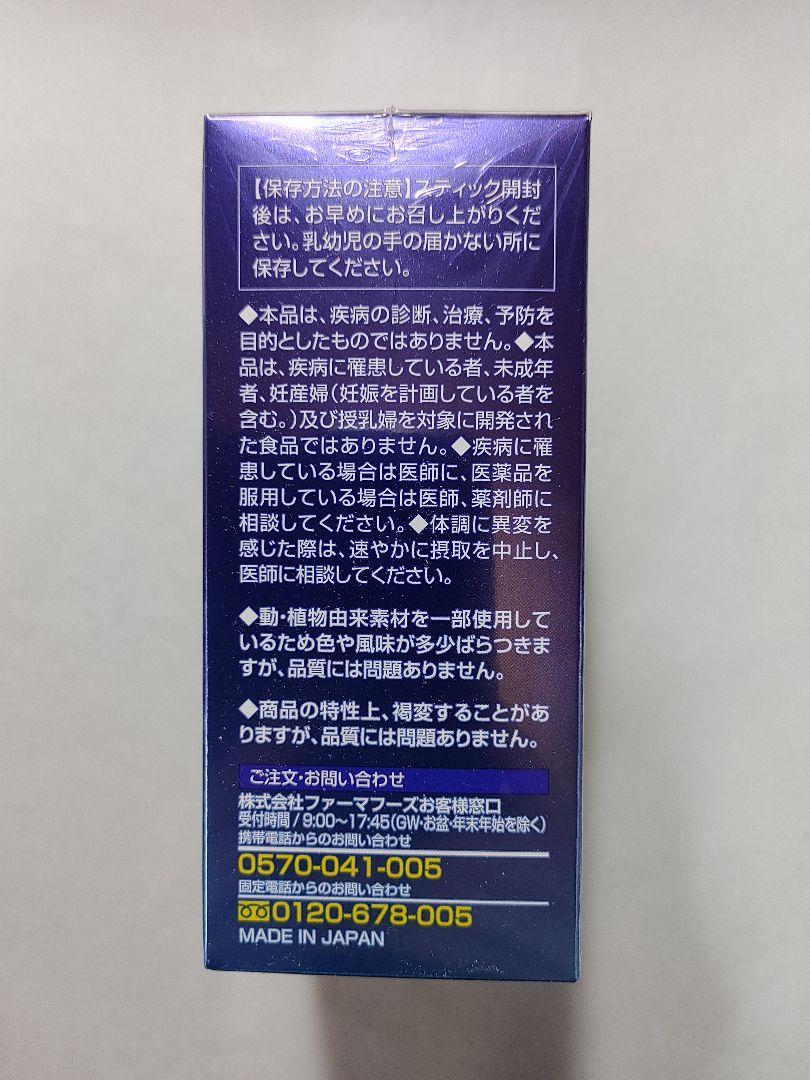 【保存方法の注意】スティック開封
後は、お早めにお召し上がりくだ
さい。乳幼児の手の届かない所に
保存してください。
◆本品は、疾病の診断、治療、予防を
目的としたものではありません。◆本
品は、疾病に罹患している者、未成年
者、妊産婦(妊娠を計画している者を
含む。)及び授乳婦を対象に開発され
た食品ではありません。◆疾病に罹
患している場合は医師に、医薬品を
服用している場合は医師、薬剤師に
相談してください。◆体調に異変を
感じた際は、速やかに摂取を中止し、
医師に相談してください。
◆動・植物由来素材を一部使用して
いるため色や風味が多少ばらつきま
すが、品質には問題ありません。
◆商品の特性上、褐変することがあ
りますが、品質には問題ありません。
ご注文・お問い合わせ
株式会社ファーマフーズお客様窓口
受付時間/9:00~17:45(GW・お盆・年末年始を除く)
携帯電話からのお問い合わせ
0570-041-005
固定電話からのお問い合わせ
0120-678-005
MADE IN JAPAN